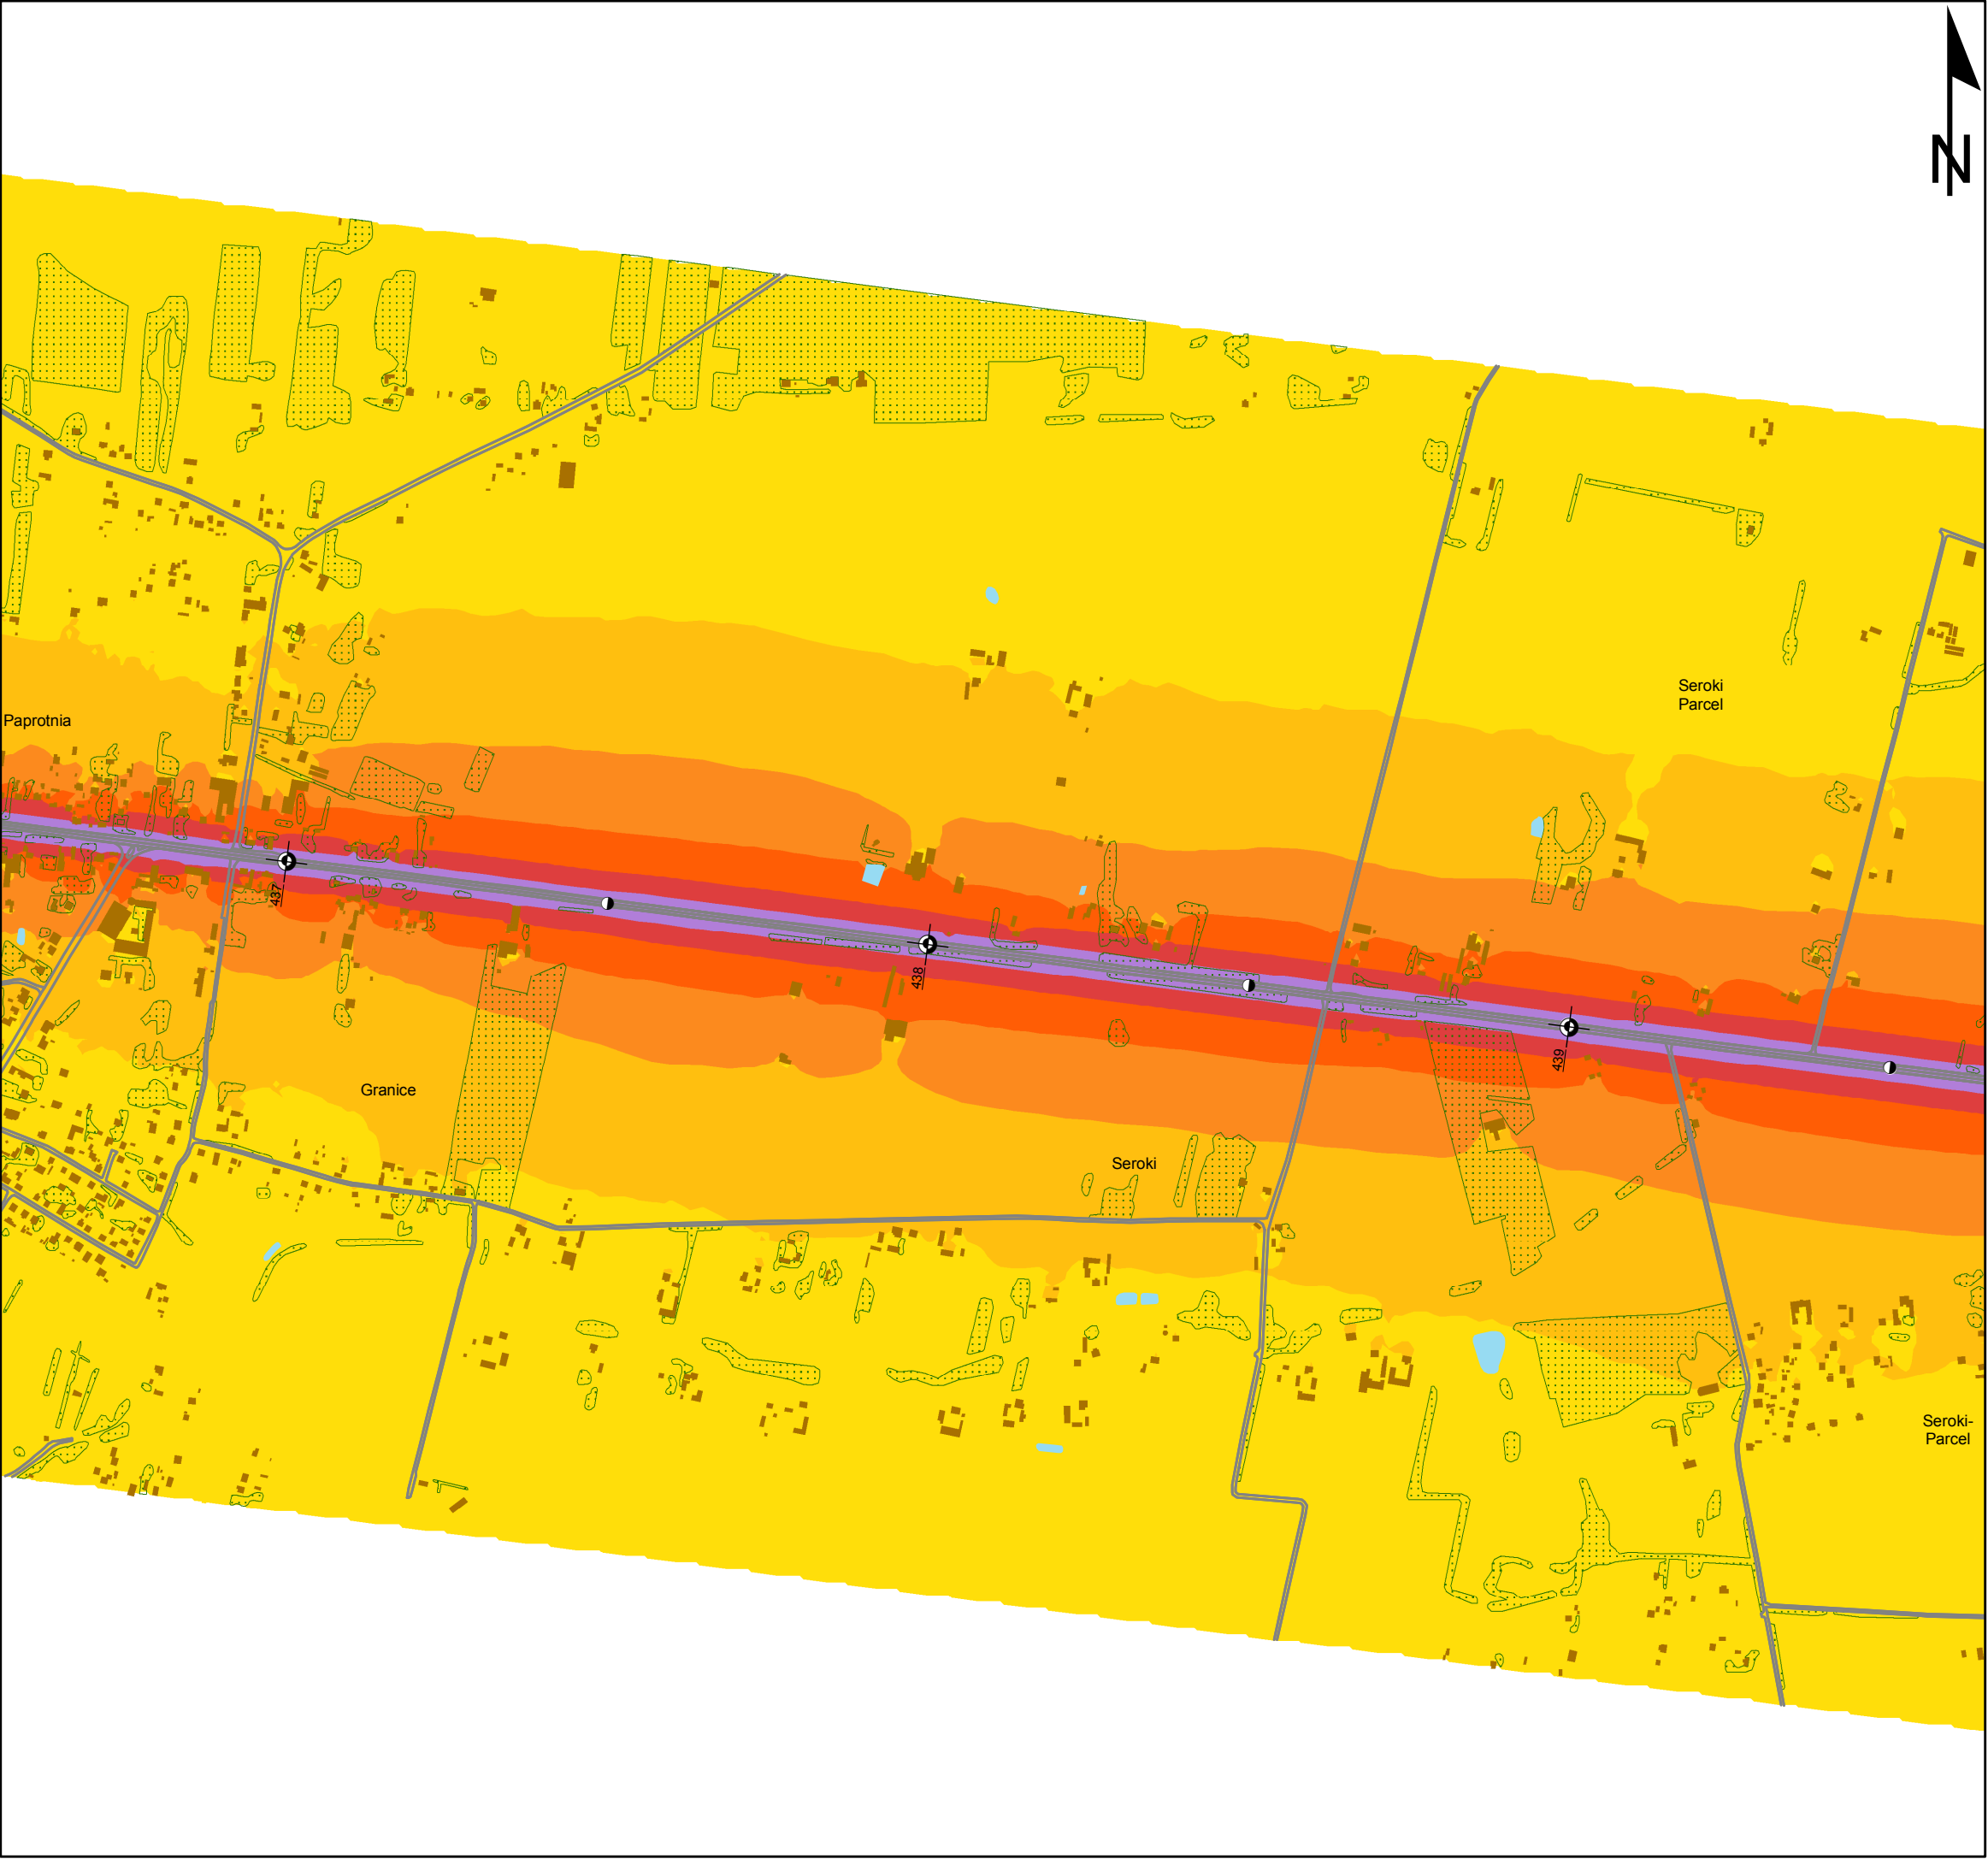 N
Seroki
Parcel
Paprotnia
437
438
439
Granice
Seroki
Seroki-
Parcel